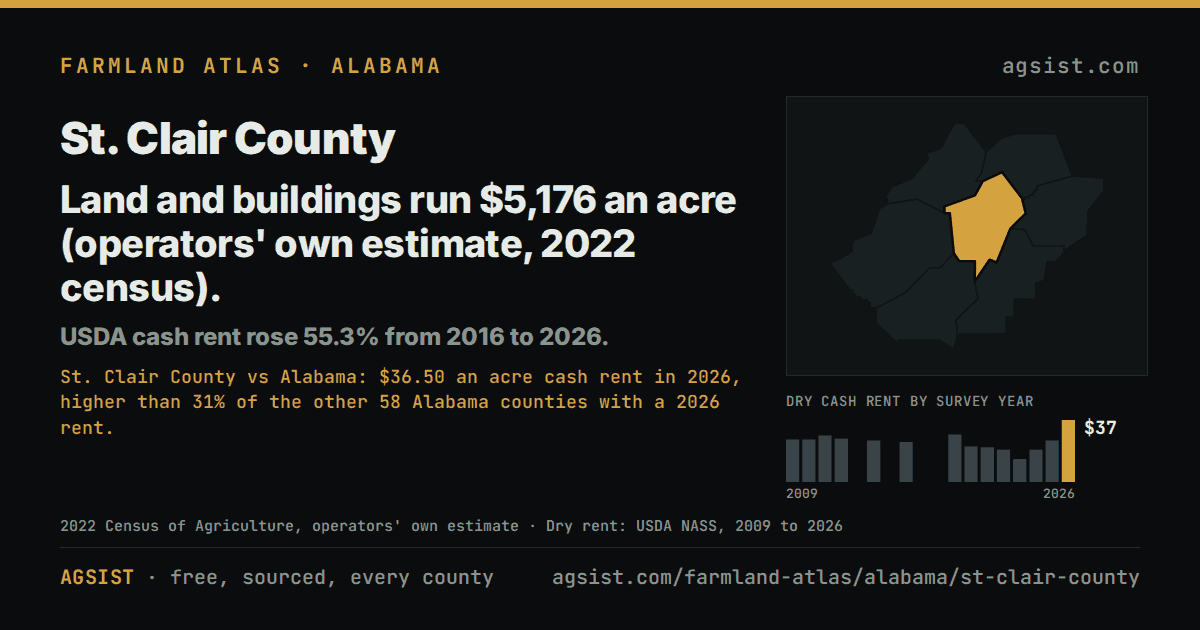 FARMLAND ATLAS · ALABAMA
agsist.com
St. Clair County
Land and buildings run $5,176 an acre
(operators' own estimate, 2022
census).
USDA cash rent rose 55.3% from 2016 to 2026.
St. Clair County vs Alabama: $36.50 an acre cash rent in 2026,
higher than 31% of the other 58 Alabama counties with a 2026
rent.
DRY CASH RENT BY SURVEY YEAR
$37
2009
2026
2022 Census of Agriculture, operators' own estimate · Dry rent: USDA NASS, 2009 to 2026
AGSIST · free, sourced, every county
agsist.com/farmland-atlas/alabama/st-clair-county